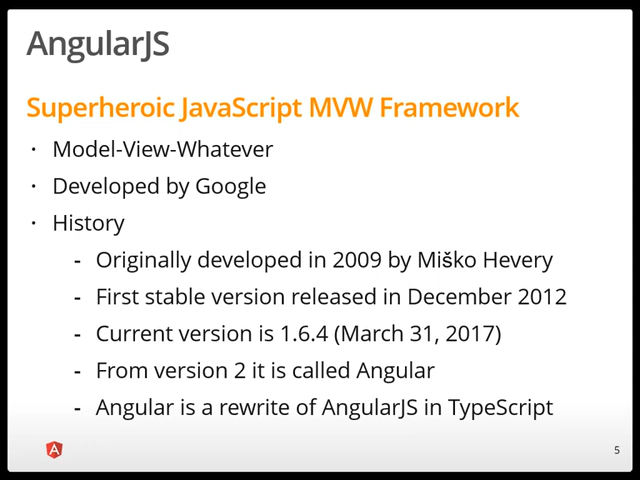 AngularJS
Superheroic JavaScript MVW Framework
· Model-View-Whatever
· Developed by Google
· History
- Originally developed in 2009 by Miško Hevery
- First stable version released in December 2012
- Current version is 1.6.4 (March 31, 2017)
- From version 2 it is called Angular
- Angular is a rewrite of AngularJS in TypeScript
A
5